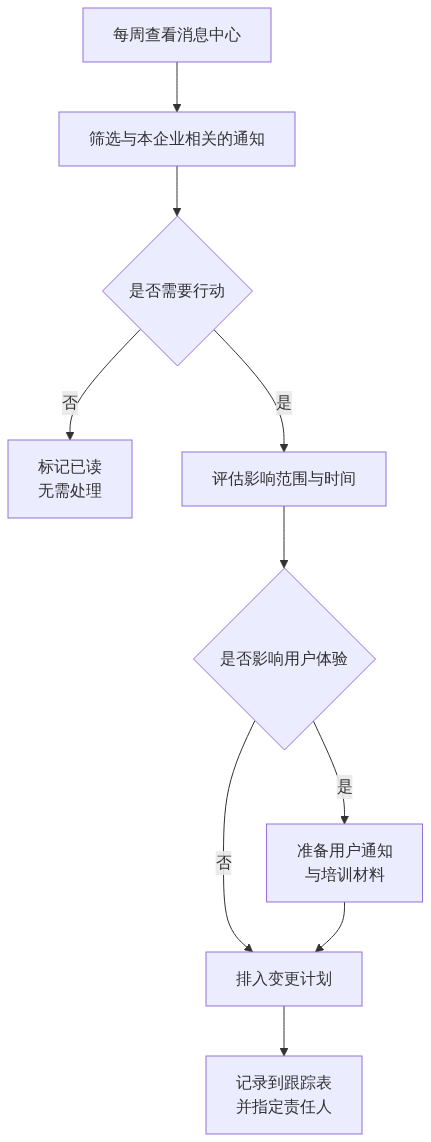 每周查看消息中心
筛选与本企业相关的通知
是否需要行动
否
是
标记已读
无需处理
评估影响范围与时间
是否影响用户体验
是
准备用户通知
与培训材料
否
排入变更计划
记录到跟踪表
并指定责任人